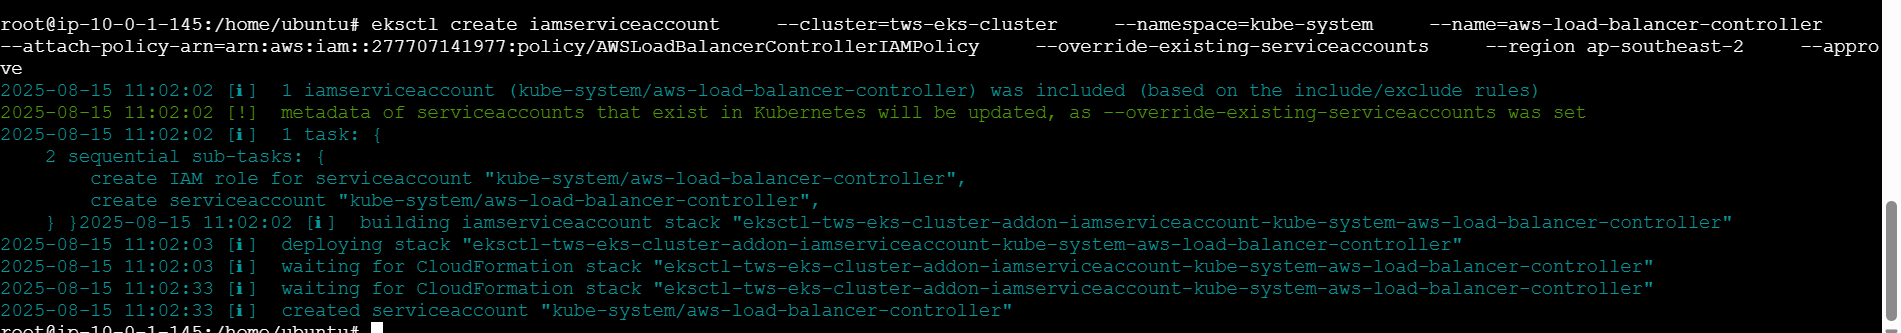 root@ip-10-0-1-145:/home/ubuntu# eksctl create iamserviceaccount     --cluster=tws-eks-cluster     --namespace=kube-system     --name=aws-load-balancer-controller
--attach-policy-arn=arn:aws:iam::277707141977:policy/AWSLoadBalancerControllerIAMPolicy     --override-existing-serviceaccounts     --region ap-southeast-2     --appro
ve
2025-08-15 11:02:02 [ℹ]  1 iamserviceaccount (kube-system/aws-load-balancer-controller) was included (based on the include/exclude rules)
2025-08-15 11:02:02 [!]  metadata of serviceaccounts that exist in Kubernetes will be updated, as --override-existing-serviceaccounts was set
2025-08-15 11:02:02 [ℹ]  1 task: {
    2 sequential sub-tasks: {
        create IAM role for serviceaccount "kube-system/aws-load-balancer-controller",
        create serviceaccount "kube-system/aws-load-balancer-controller",
    } }2025-08-15 11:02:02 [ℹ]  building iamserviceaccount stack "eksctl-tws-eks-cluster-addon-iamserviceaccount-kube-system-aws-load-balancer-controller"
2025-08-15 11:02:03 [ℹ]  deploying stack "eksctl-tws-eks-cluster-addon-iamserviceaccount-kube-system-aws-load-balancer-controller"
2025-08-15 11:02:03 [ℹ]  waiting for CloudFormation stack "eksctl-tws-eks-cluster-addon-iamserviceaccount-kube-system-aws-load-balancer-controller"
2025-08-15 11:02:33 [ℹ]  waiting for CloudFormation stack "eksctl-tws-eks-cluster-addon-iamserviceaccount-kube-system-aws-load-balancer-controller"
2025-08-15 11:02:33 [ℹ]  created serviceaccount "kube-system/aws-load-balancer-controller"
root@ip-10-0-1-145:/home/ubuntu#